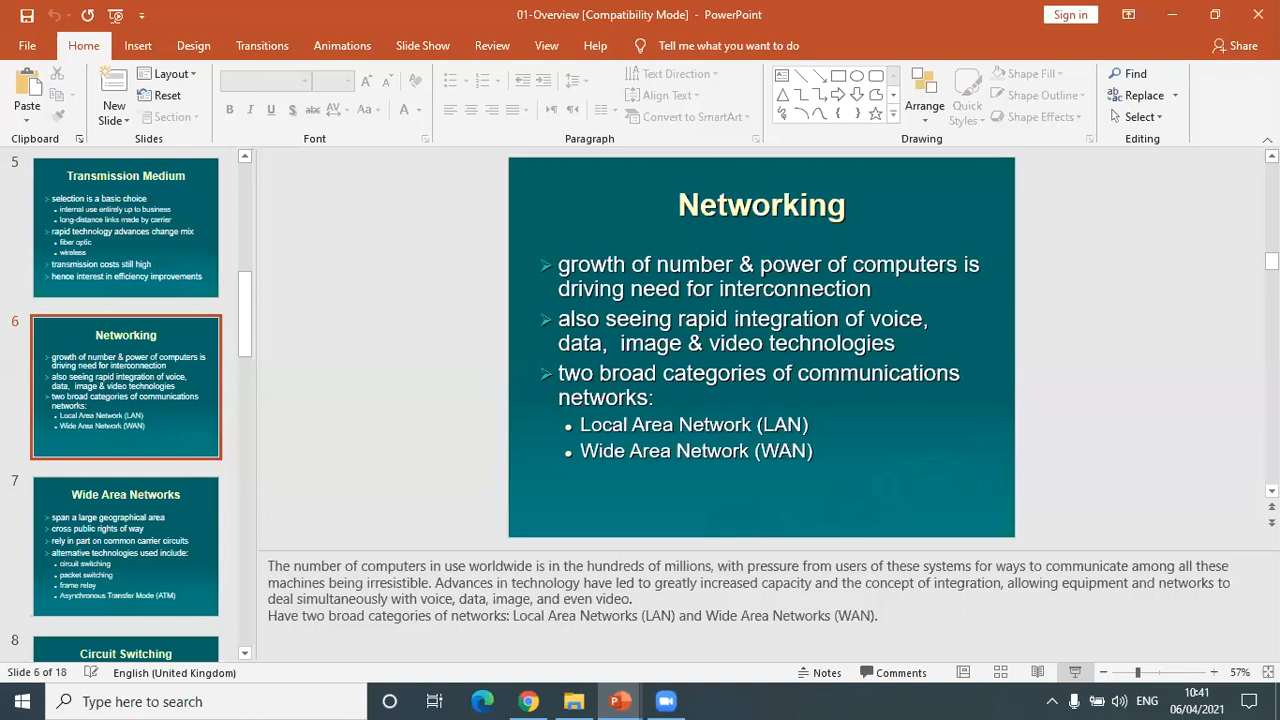 01-Overview [Compatibility Mode] - PowerPoint
Sign in
File Home Insert Design Transitions Animations Slide Show Review View Help Tell me what you want to do Share
Paste
Clipboard
New Slide
Layout
Reset
Section
Slides
B I U S abc AV Aa A
Font
Text Direction
Align Text
Convert to SmartArt
Paragraph
Arrange
Quick Styles
Shape Fill
Shape Outline
Shape Effects
Drawing
Find
Replace
Select
Editing
5
Transmission Medium
selection is a basic choice
internal use entirely up to business
long-distance links made by carrier
rapid technology advances change mix
fiber optic
wireless
transmission costs still high
hence interest in efficiency improvements
6
Networking
growth of number & power of computers is
driving need for interconnection
also seeing rapid integration of voice,
data, image & video technologies
two broad categories of communications
networks:
Local Area Network (LAN)
Wide Area Network (WAN)
7
Wide Area Networks
span a large geographical area
cross public rights of way
rely in part on common carrier circuits
alternative technologies used include:
circuit switching
packet switching
frame relay
Asynchronous Transfer Mode (ATM)
8
Circuit Switching
Networking
growth of number & power of computers is
driving need for interconnection
also seeing rapid integration of voice,
data, image & video technologies
two broad categories of communications
networks:
Local Area Network (LAN)
Wide Area Network (WAN)
The number of computers in use worldwide is in the hundreds of millions, with pressure from users of these systems for ways to communicate among all these
machines being irresistible. Advances in technology have led to greatly increased capacity and the concept of integration, allowing equipment and networks to
deal simultaneously with voice, data, image, and even video.
Have two broad categories of networks: Local Area Networks (LAN) and Wide Area Networks (WAN).
Slide 6 of 18 English (United Kingdom) Notes Comments 57%
Type here to search
ENG
10:41
06/04/2021